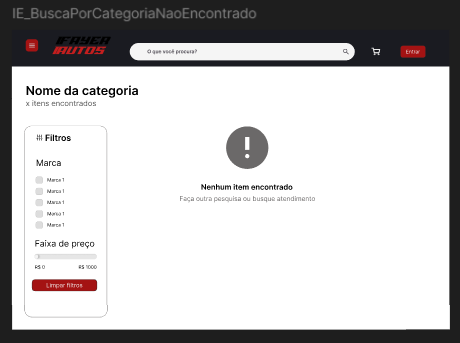 IE_BuscaPorCategoriaNaoEncontrado
FAYER
AUTOS
O que você procura?
Entrar
Nome da categoria
x itens encontrados
Filtros
Marca
Marca 1
Marca 1
Marca 1
Marca 1
Marca 1
Faixa de preço
R$ 0
R$ 1000
Limpar filtros
Nenhum item encontrado
Faça outra pesquisa ou busque atendimento